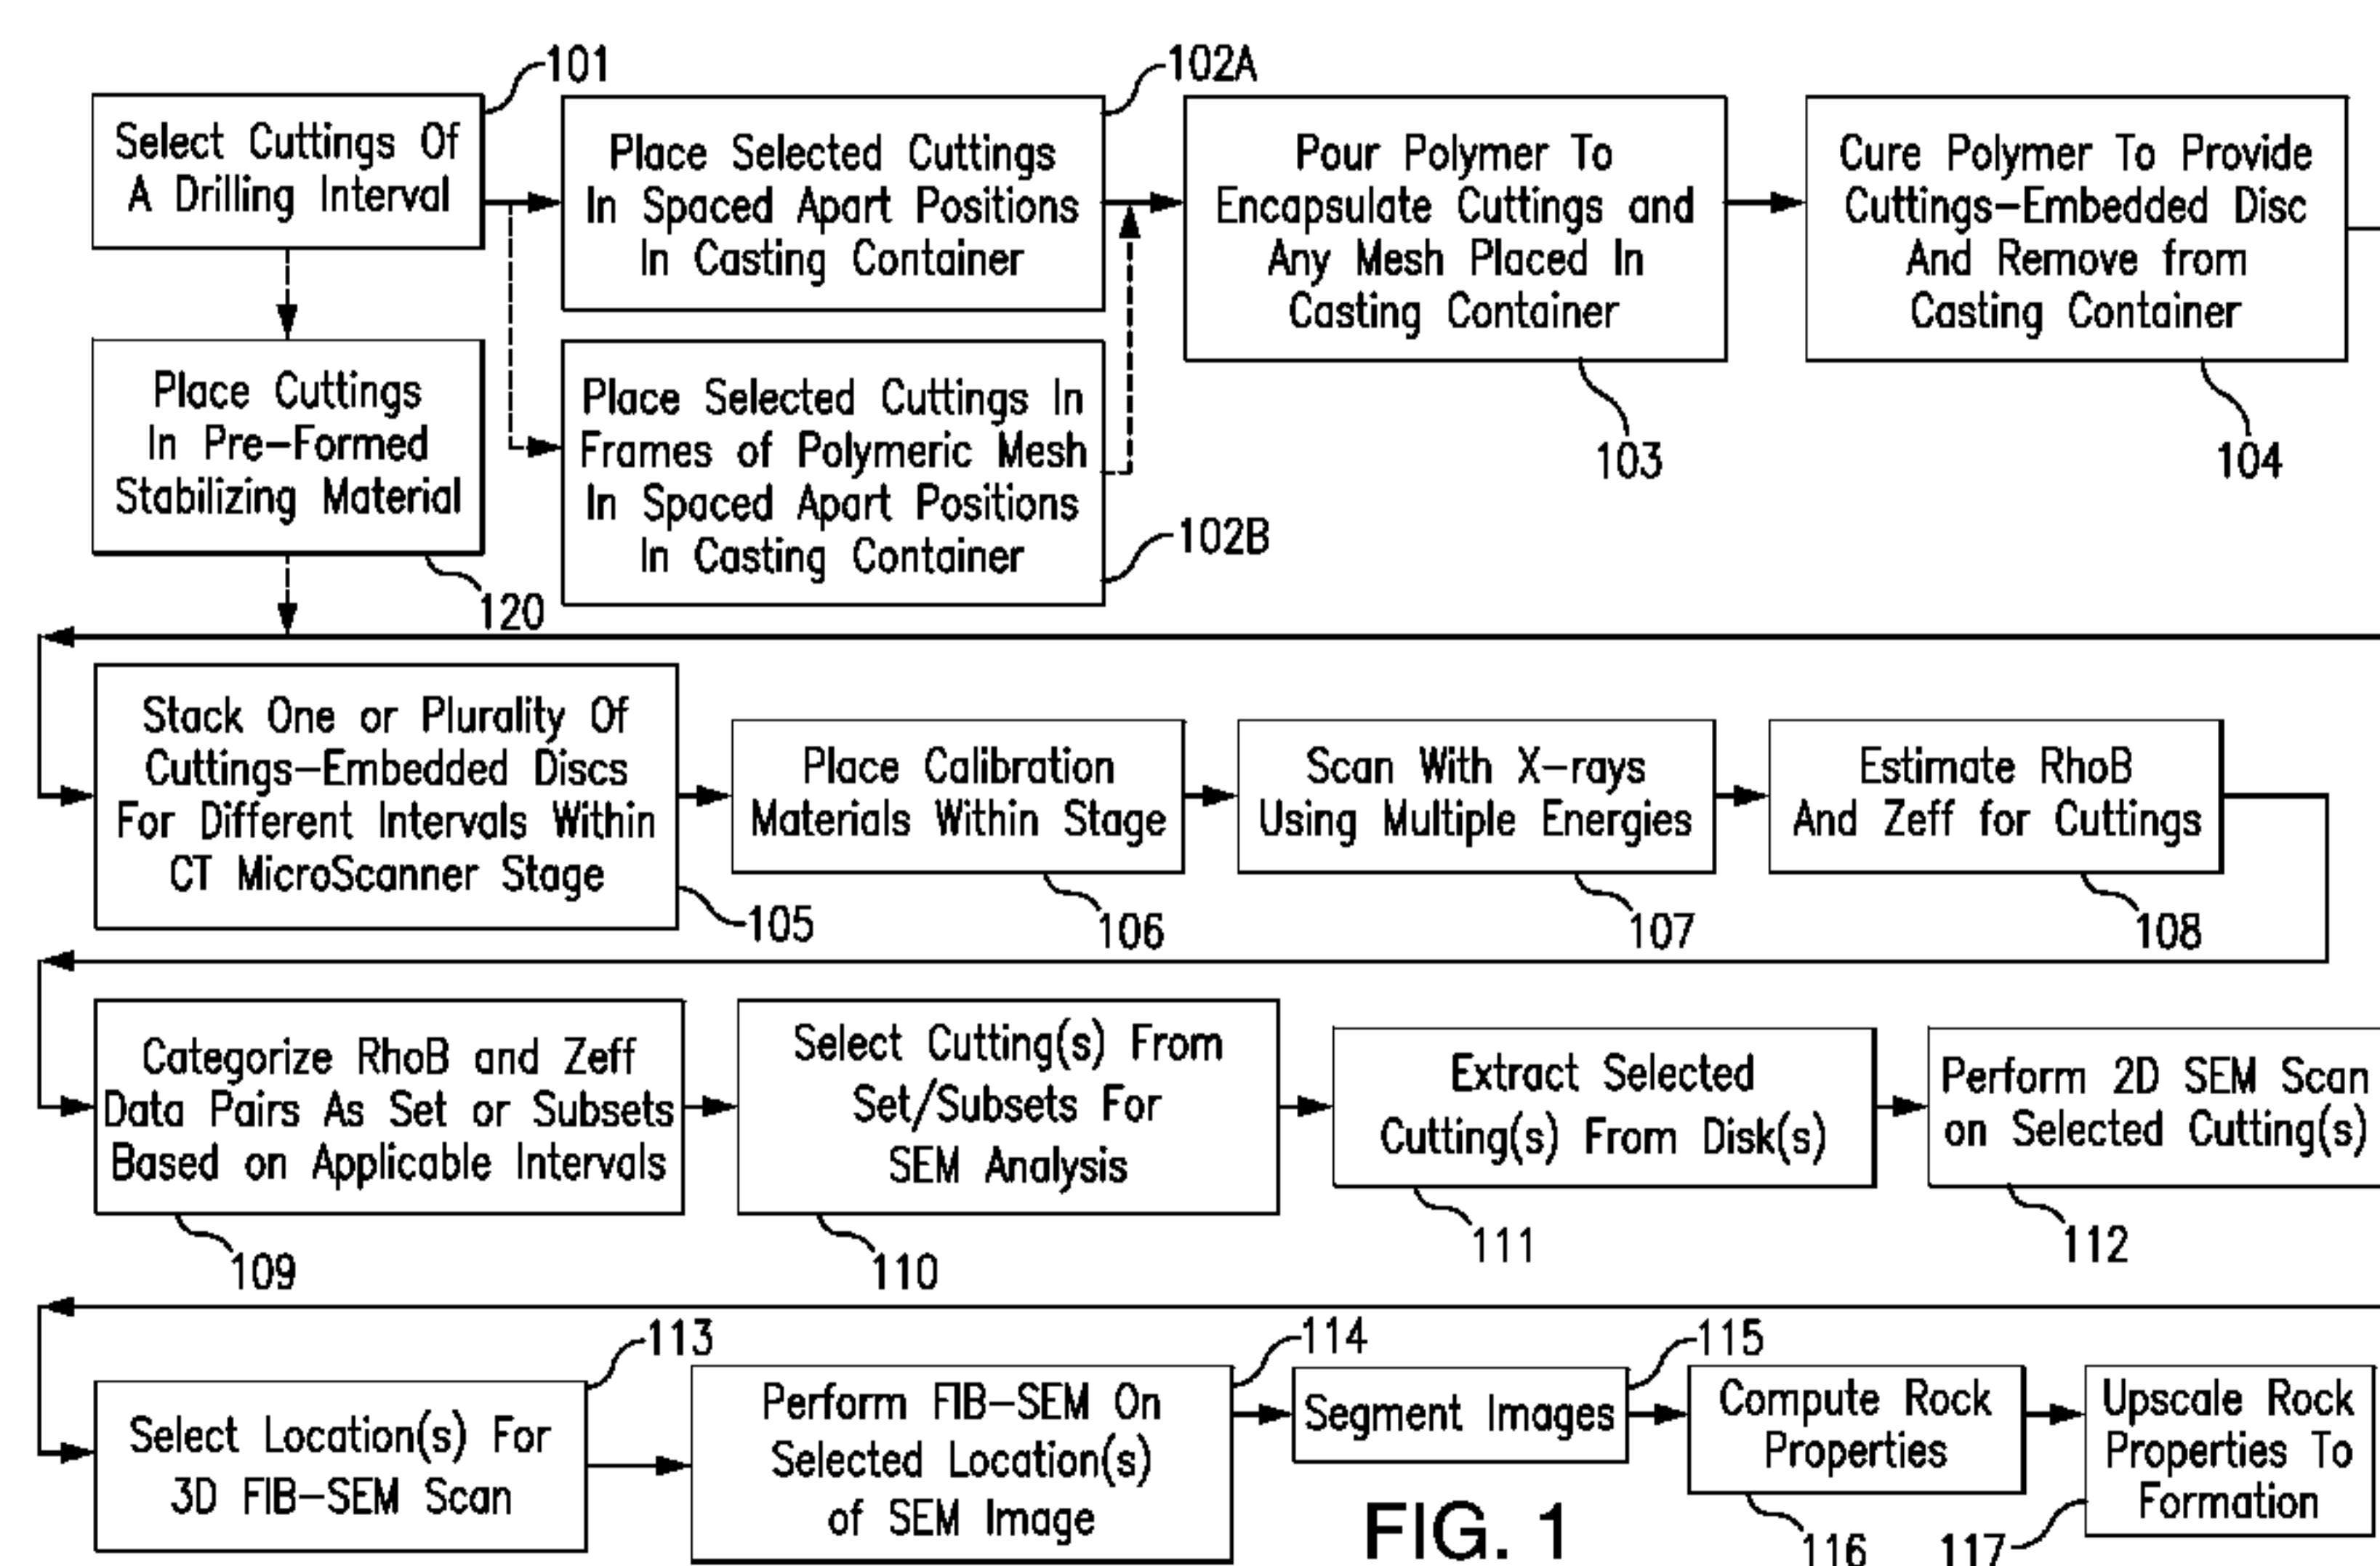 101
Select Cuttings Of
A Drilling Interval
102A
Place Selected Cuttings
In Spaced Apart Positions
In Casting Container
Pour Polymer To
Encapsulate Cuttings and
Any Mesh Placed In
Casting Container
103
Cure Polymer To Provide
Cuttings-Embedded Disc
And Remove from
Casting Container
104
Place Cuttings
In Pre-Formed
Stabilizing Material
120
Place Selected Cuttings In
Frames of Polymeric Mesh
In Spaced Apart Positions
In Casting Container
102B
Stack One or Plurality Of
Cuttings-Embedded Discs
For Different Intervals Within
CT MicroScanner Stage
105
Place Calibration
Materials Within Stage
106
Scan With X-rays
Using Multiple Energies
107
Estimate RhoB
And Zeff for Cuttings
108
Categorize RhoB and Zeff
Data Pairs As Set or Subsets
Based on Applicable Intervals
109
Select Cutting(s) From
Set/Subsets For
SEM Analysis
110
Extract Selected
Cutting(s) From Disk(s)
111
Perform 2D SEM Scan
on Selected Cutting(s)
112
113
Select Location(s) For
3D FIB-SEM Scan
114
Perform FIB-SEM On
Selected Location(s)
of SEM Image
115
Segment Images
Compute Rock
Properties
116
Upscale Rock
Properties To
Formation
117
FIG. 1